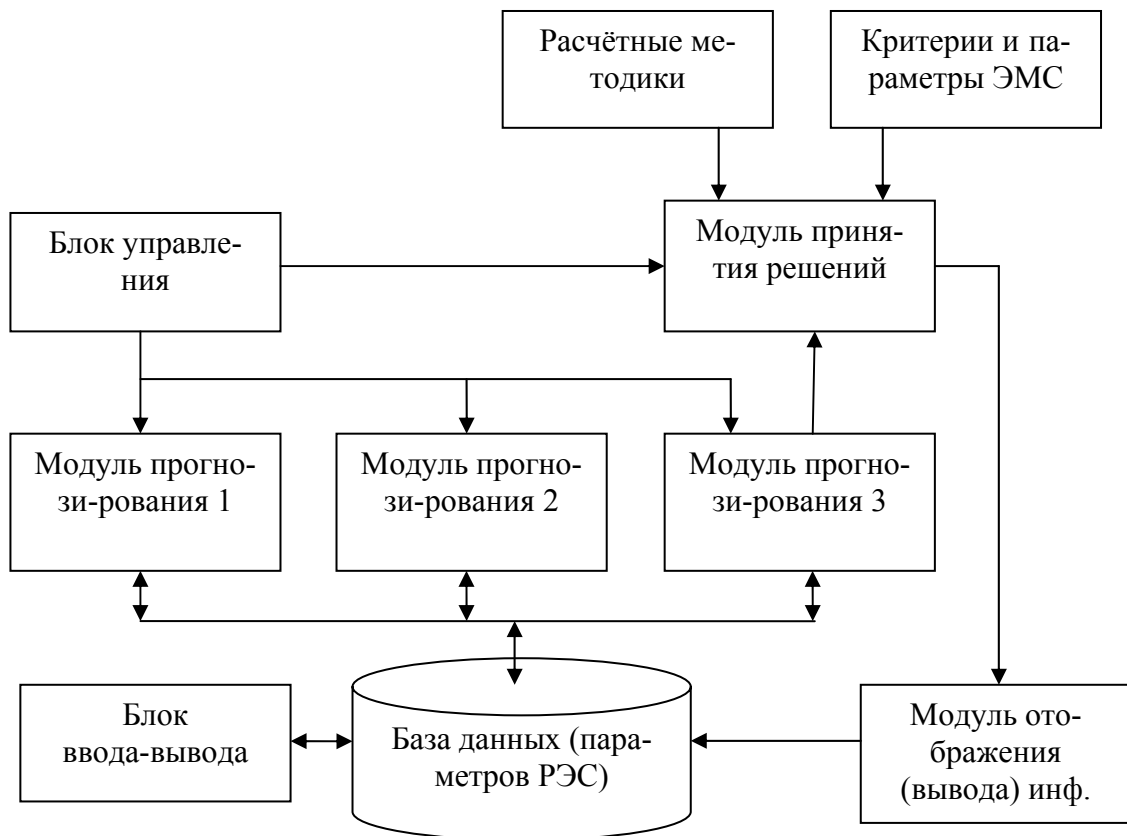 Расчётные ме-
тодики
Критерии и па-
раметры ЭМС
Блок управле-
ния
Модуль приня-
тия решений
Модуль прогно-
зи-рования 1
Модуль прогно-
зи-рования 2
Модуль прогно-
зи-рования 3
Блок
ввода-вывода
База данных (пара-
метров РЭС)
Модуль ото-
бражения
(вывода) инф.